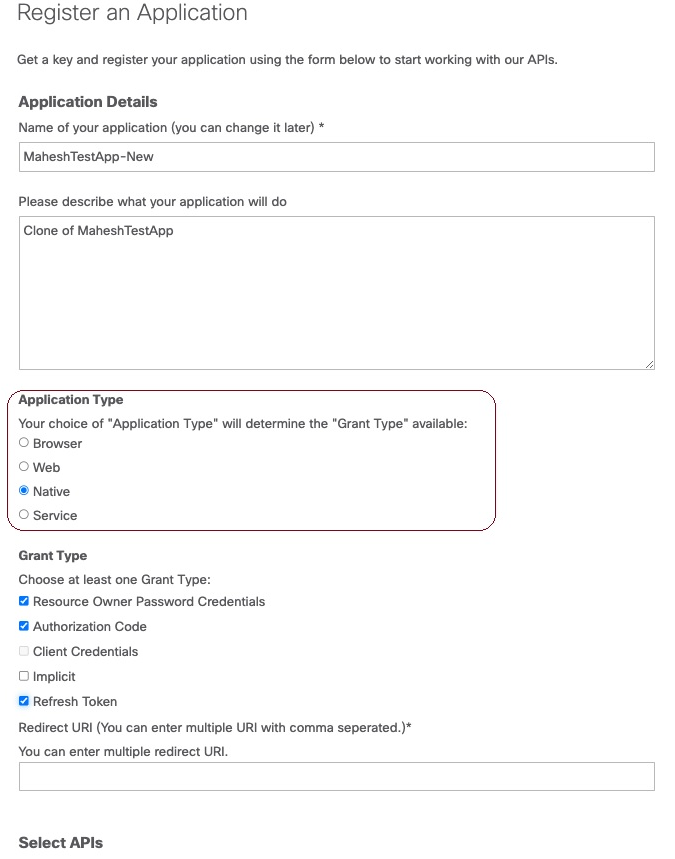 Register an Application
Get a key and register your application using the form below to start working with our APIs.
Application Details
Name of your application (you can change it later) *
MaheshTestApp-New
Please describe what your application will do
Clone of MaheshTestApp
Application Type
Your choice of "Application Type" will determine the "Grant Type" available:
Browser
Web
Native
Service
Grant Type
Choose at least one Grant Type:
Resource Owner Password Credentials
Authorization Code
Client Credentials
Implicit
Refresh Token
Redirect URI (You can enter multiple URI with comma seperated.)*
You can enter multiple redirect URI.
Select APIs